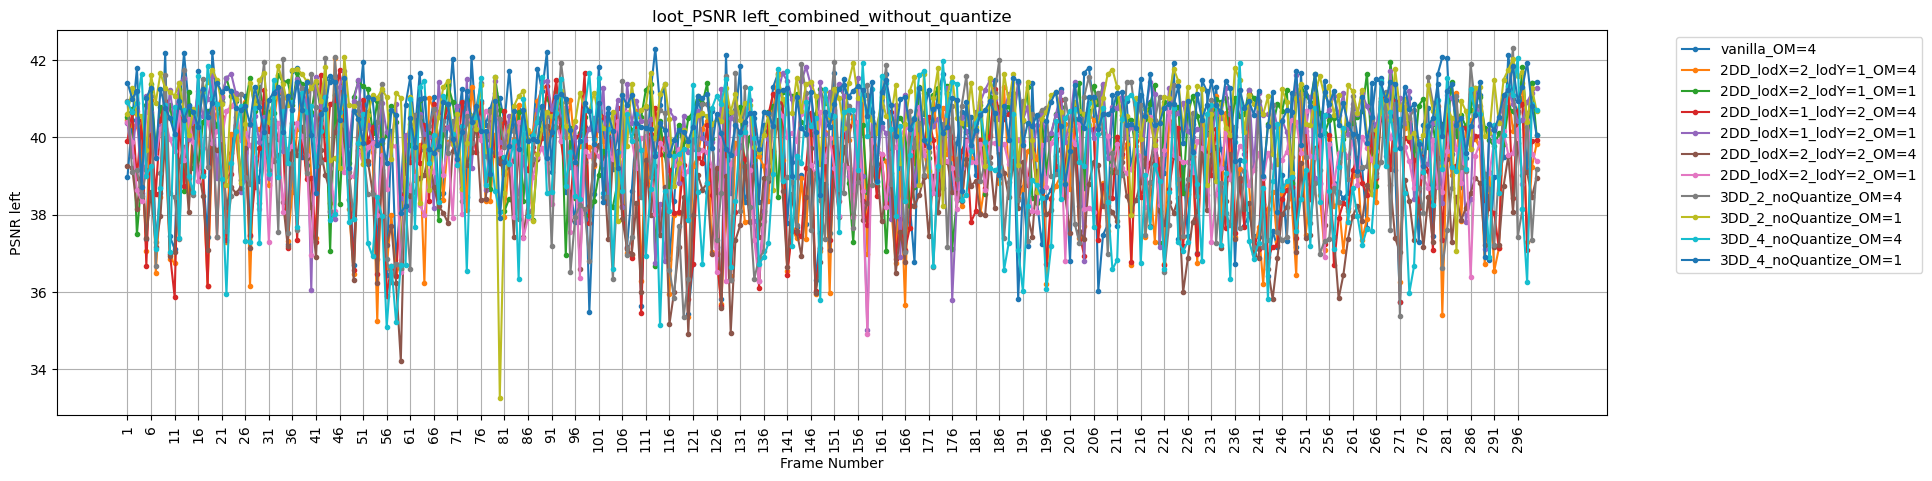 loot_PSNR left_combined_without_quantize
PSNR left
42
40
38
36
34
1 6 11 16 21 26 31 36 41 46 51 56 61 66 71 76 81 86 91 96 101 106 111 116 121 126 131 136 141 146 151 156 161 166 171 176 181 186 191 196 201 206 211 216 221 226 231 236 241 246 251 256 261 266 271 276 281 286 291 296
Frame Number
vanilla_OM=4
2DD_lodX=2_lodY=1_OM=4
2DD_lodX=2_lodY=1_OM=1
2DD_lodX=1_lodY=2_OM=4
2DD_lodX=1_lodY=2_OM=1
2DD_lodX=2_lodY=2_OM=4
2DD_lodX=2_lodY=2_OM=1
3DD_2_noQuantize_OM=4
3DD_2_noQuantize_OM=1
3DD_4_noQuantize_OM=4
3DD_4_noQuantize_OM=1